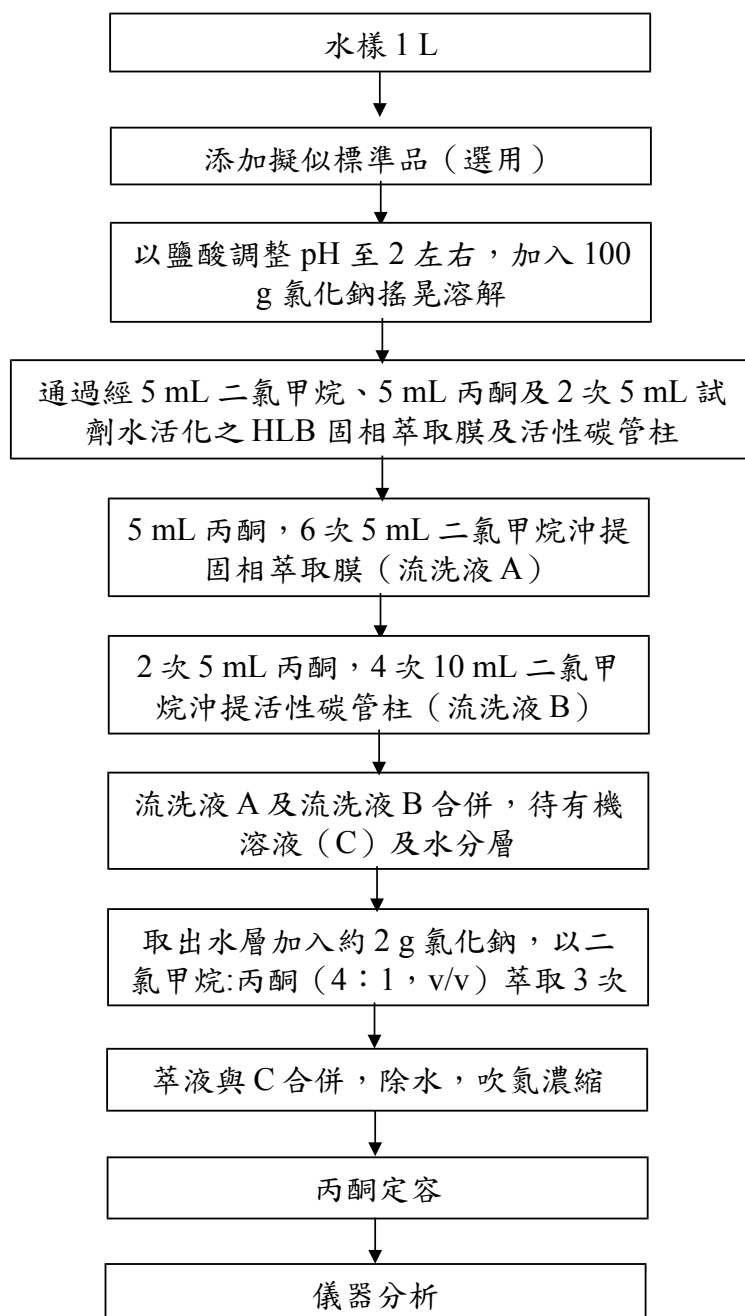 水樣 1 L
添加擬似標準品（選用）
以鹽酸調整 pH 至 2 左右，加入 100
g 氯化鈉搖晃溶解
通過經 5 mL 二氯甲烷、5 mL 丙酮及 2 次 5 mL 試
劑水活化之 HLB 固相萃取膜及活性碳管柱
5 mL 丙酮，6 次 5 mL 二氯甲烷沖提
固相萃取膜（流洗液 A）
2 次 5 mL 丙酮，4 次 10 mL 二氯甲
烷沖提活性碳管柱（流洗液 B）
流洗液 A 及流洗液 B 合併，待有機
溶液（C）及水分層
取出水層加入約 2 g 氯化鈉，以二
氯甲烷:丙酮（4：1，v/v）萃取 3 次
萃液與 C 合併，除水，吹氮濃縮
丙酮定容
儀器分析